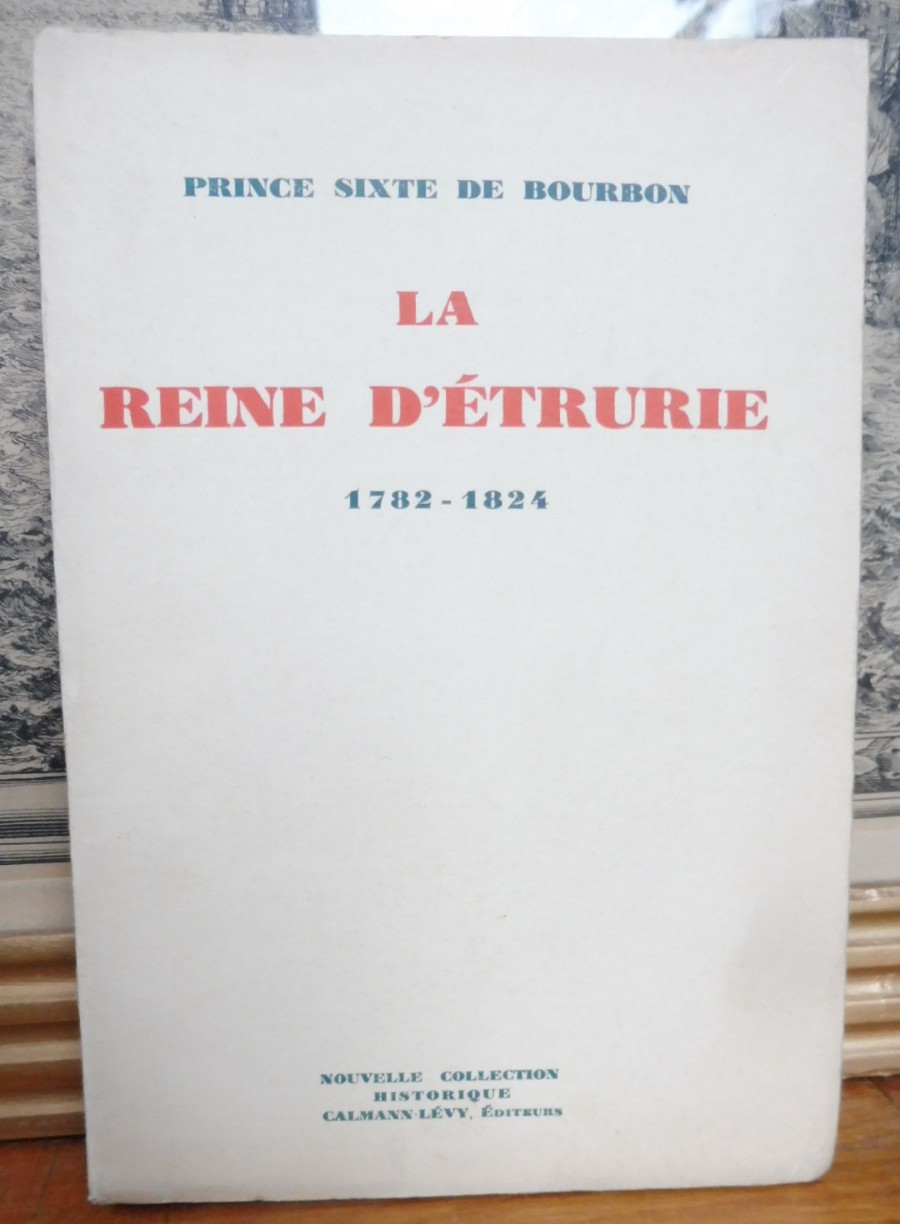 PRINCE SIXTE DE BOURBON
LA
REINE D'ÉTRURIE
1782-1824
NOUVELLE COLLECTION
HISTORIQUE
CALMANN-LÉVY, ÉDITEURS